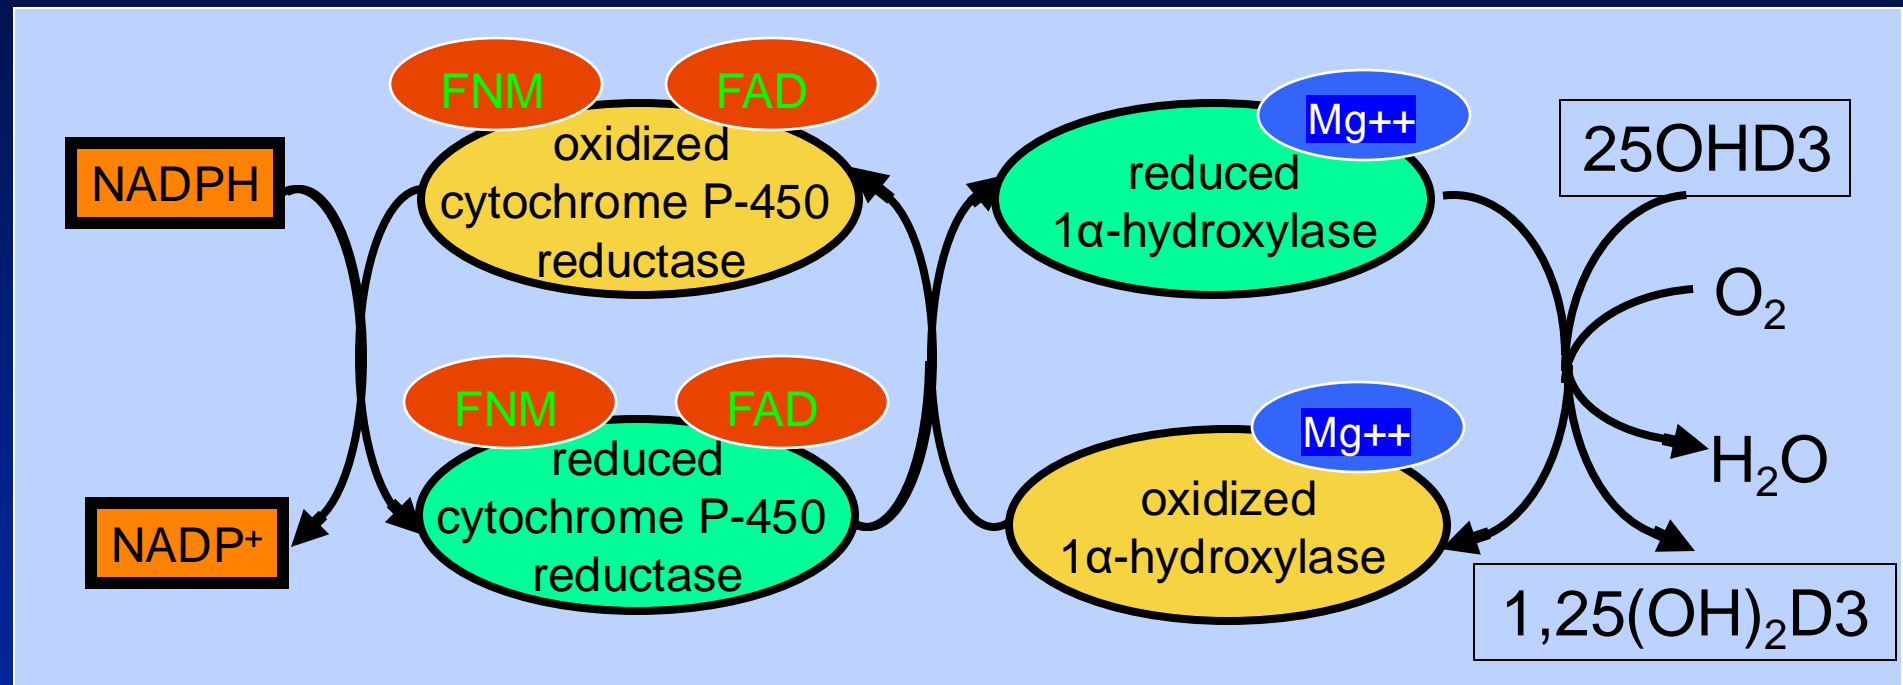 FNM
FAD
oxidized
cytochrome P-450
reductase
NADPH
Mg++
reduced
1α-hydroxylase
25OHD3
O₂
FNM
FAD
reduced
cytochrome P-450
reductase
NADP⁺
Mg++
oxidized
1α-hydroxylase
H₂O
1,25(OH)₂D3